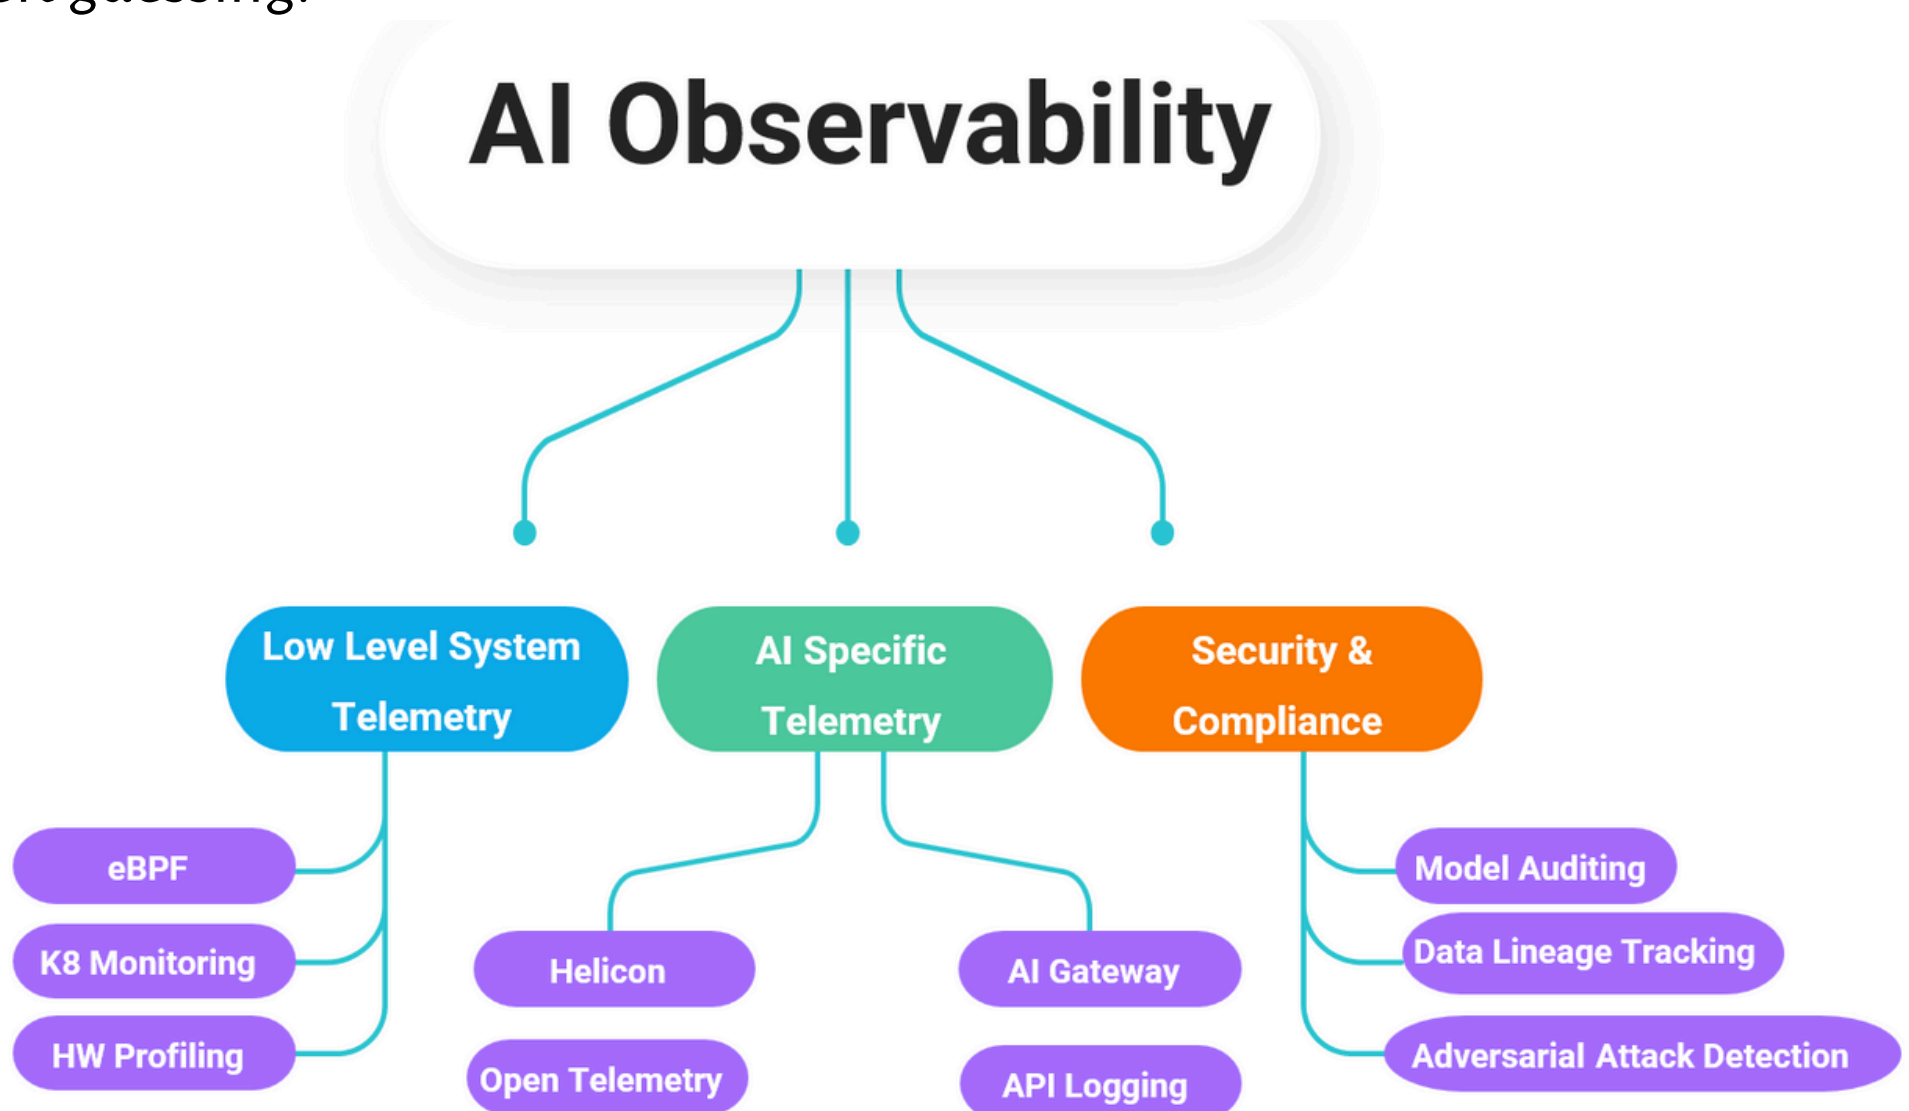 guessing.
AI Observability
Low Level System
Telemetry
AI Specific
Telemetry
Security &
Compliance
eBPF
K8 Monitoring
HW Profiling
Helicon
Open Telemetry
AI Gateway
API Logging
Model Auditing
Data Lineage Tracking
Adversarial Attack Detection